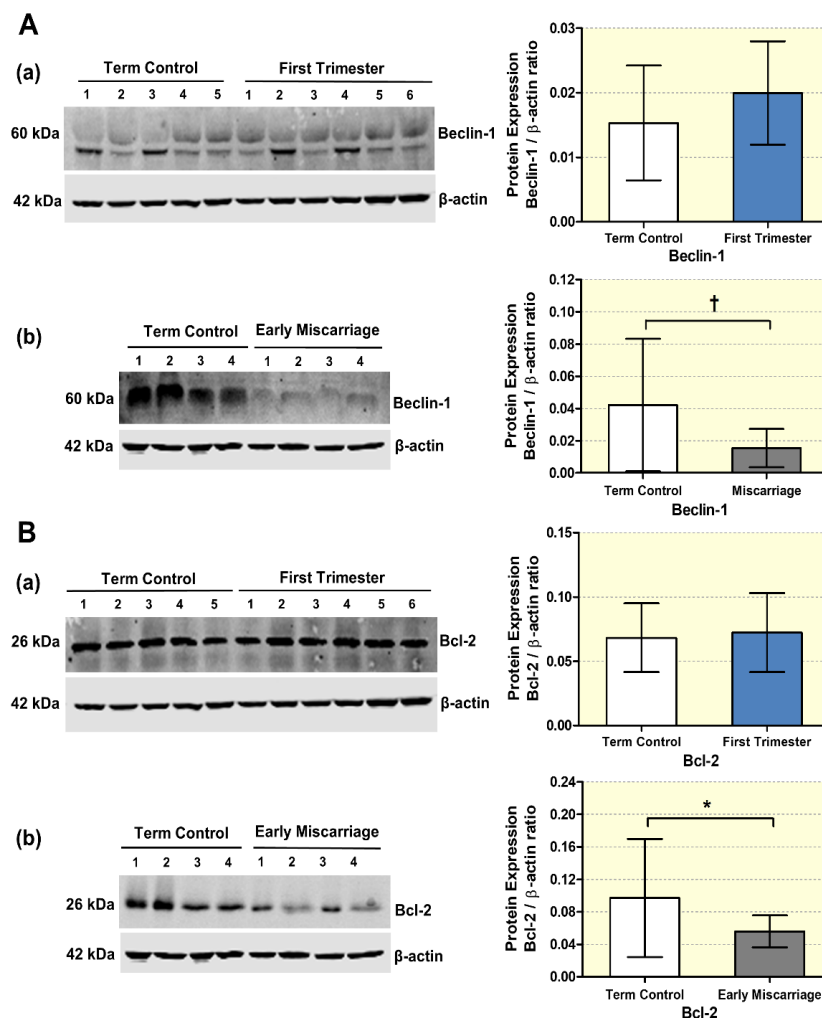 A
(a)
Term Control First Trimester
1 2 3 4 5 1 2 3 4 5 6
60 kDa Beclin-1
42 kDa β-actin
Protein Expression
Beclin-1 / β-actin ratio
0.03
0.02
0.01
0.00
Term Control First Trimester
Beclin-1
(b)
Term Control Early Miscarriage
1 2 3 4 1 2 3 4
60 kDa Beclin-1
42 kDa β-actin
Protein Expression
Beclin-1 / β-actin ratio
0.12
0.10
0.08
0.06
0.04
0.02
0.00
†
Term Control Miscarriage
Beclin-1
B
(a)
Term Control First Trimester
1 2 3 4 5 1 2 3 4 5 6
26 kDa Bcl-2
42 kDa β-actin
Protein Expression
Bcl-2 / β-actin ratio
0.15
0.10
0.05
0.00
Term Control First Trimester
Bcl-2
(b)
Term Control Early Miscarriage
1 2 3 4 1 2 3 4
26 kDa Bcl-2
42 kDa β-actin
Protein Expression
Bcl-2 / β-actin ratio
0.24
0.20
0.16
0.12
0.08
0.04
0.00
*
Term Control Early Miscarriage
Bcl-2